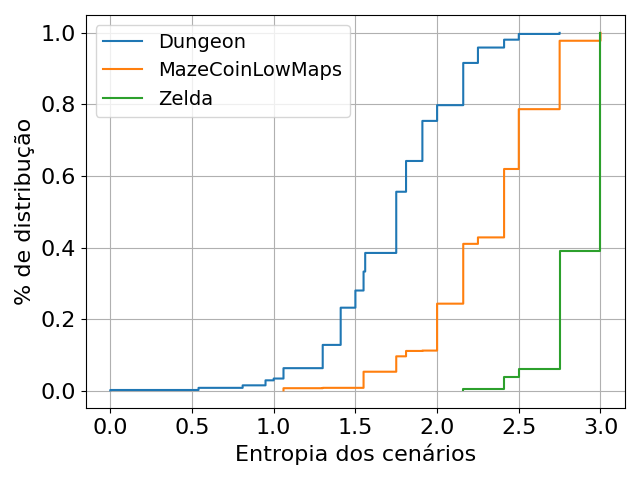 Dungeon
MazeCoinLowMaps
Zelda
% de distribução
1.0
0.8
0.6
0.4
0.2
0.0
0.0 0.5 1.0 1.5 2.0 2.5 3.0
Entropia dos cenários